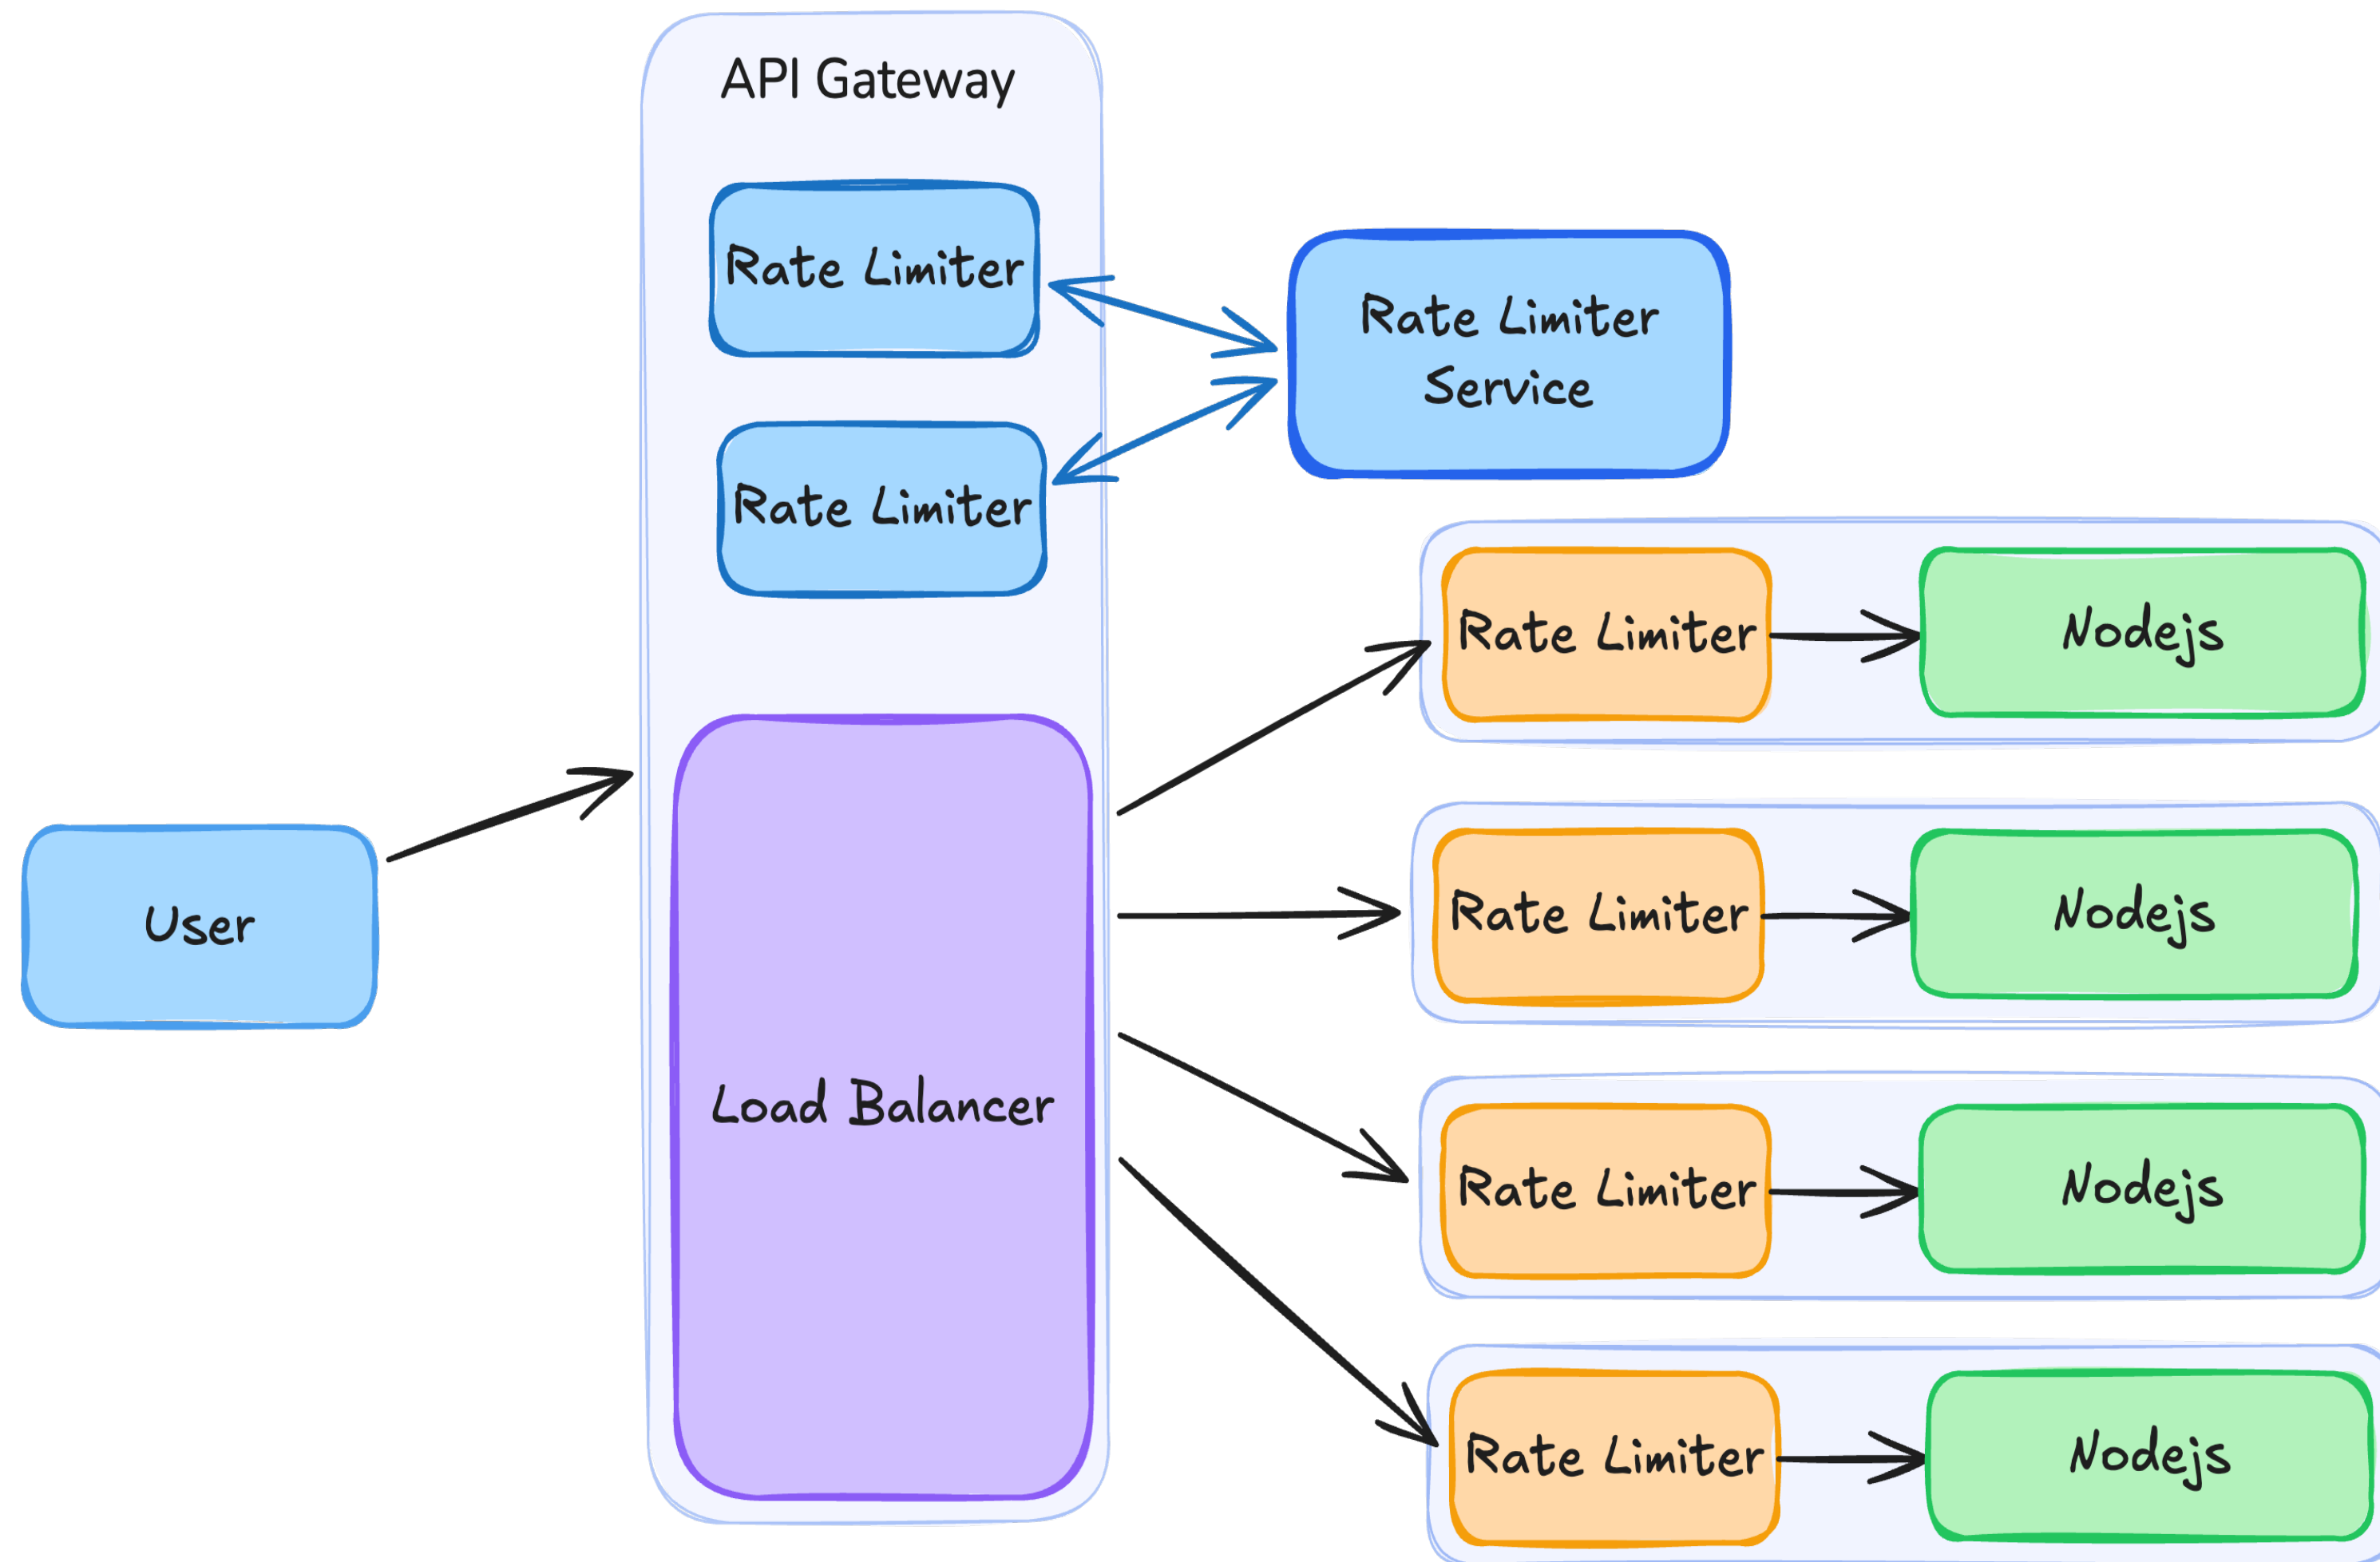 API Gateway
Rate Limiter
Rate Limiter
Service
Rate Limiter
Rate Limiter
Nodejs
User
Load Balancer
Rate Limiter
Nodejs
Rate Limiter
Nodejs
Rate Limiter
Nodejs